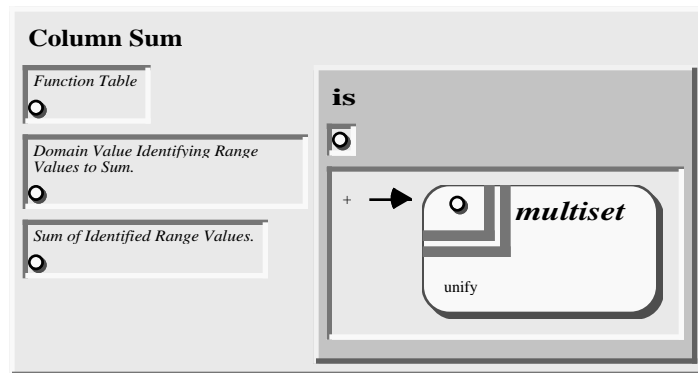 Column Sum
Function Table
Domain Value Identifying Range
Values to Sum.
Sum of Identified Range Values.
is
+
multiset
unify